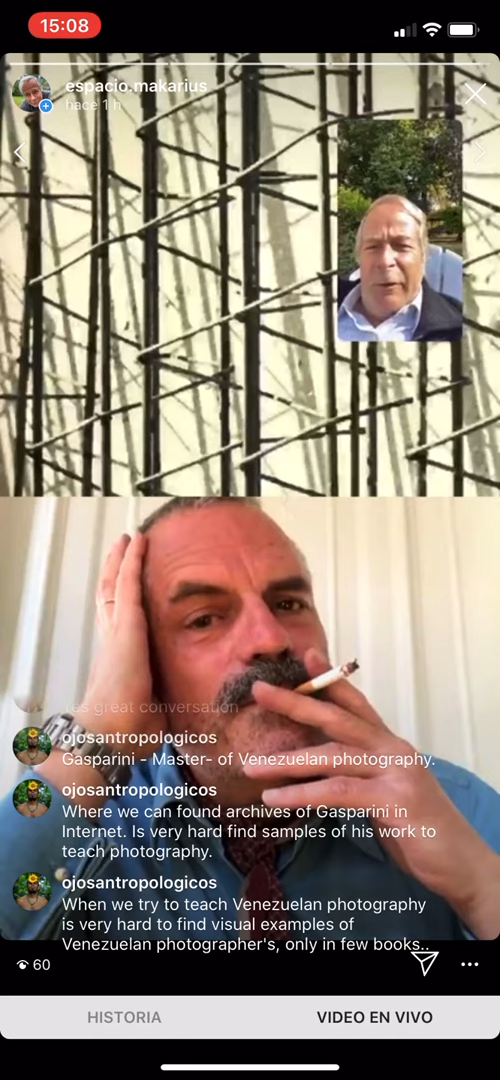 15:08
espacio.makarius
hace 1 h
Yes great conversation
ojosantropologicos
Gasparini - Master- of Venezuelan photography.
ojosantropologicos
Where we can found archives of Gasparini in
Internet. Is very hard find samples of his work to
teach photography.
ojosantropologicos
When we try to teach Venezuelan photography
is very hard to find visual examples of
Venezuelan photographer's, only in few books..
60
HISTORIA
VIDEO EN VIVO